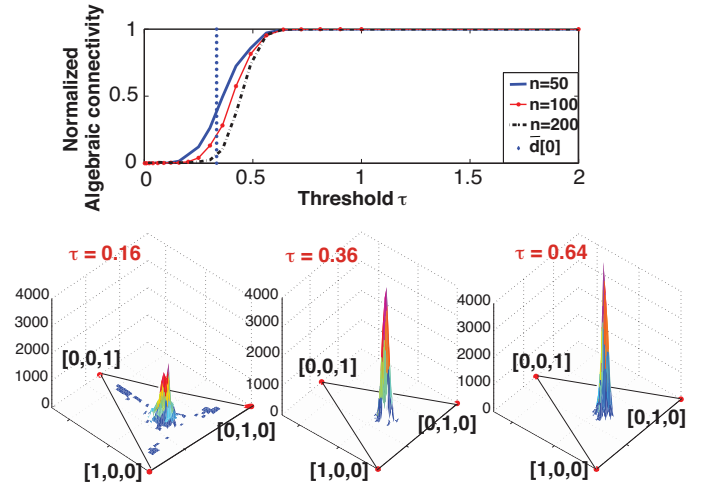 Normalized
Algebraic connectivity
1
0.5
0
0 0.5 1 1.5 2
Threshold τ
n=50
n=100
n=200
d̅[0]
τ = 0.16
4000
3000
2000
1000
0
[0,0,1]
[0,1,0]
[1,0,0]
τ = 0.36
4000
3000
2000
1000
0
[0,0,1]
[0,1,0]
[1,0,0]
τ = 0.64
4000
3000
2000
1000
0
[0,0,1]
[0,1,0]
[1,0,0]